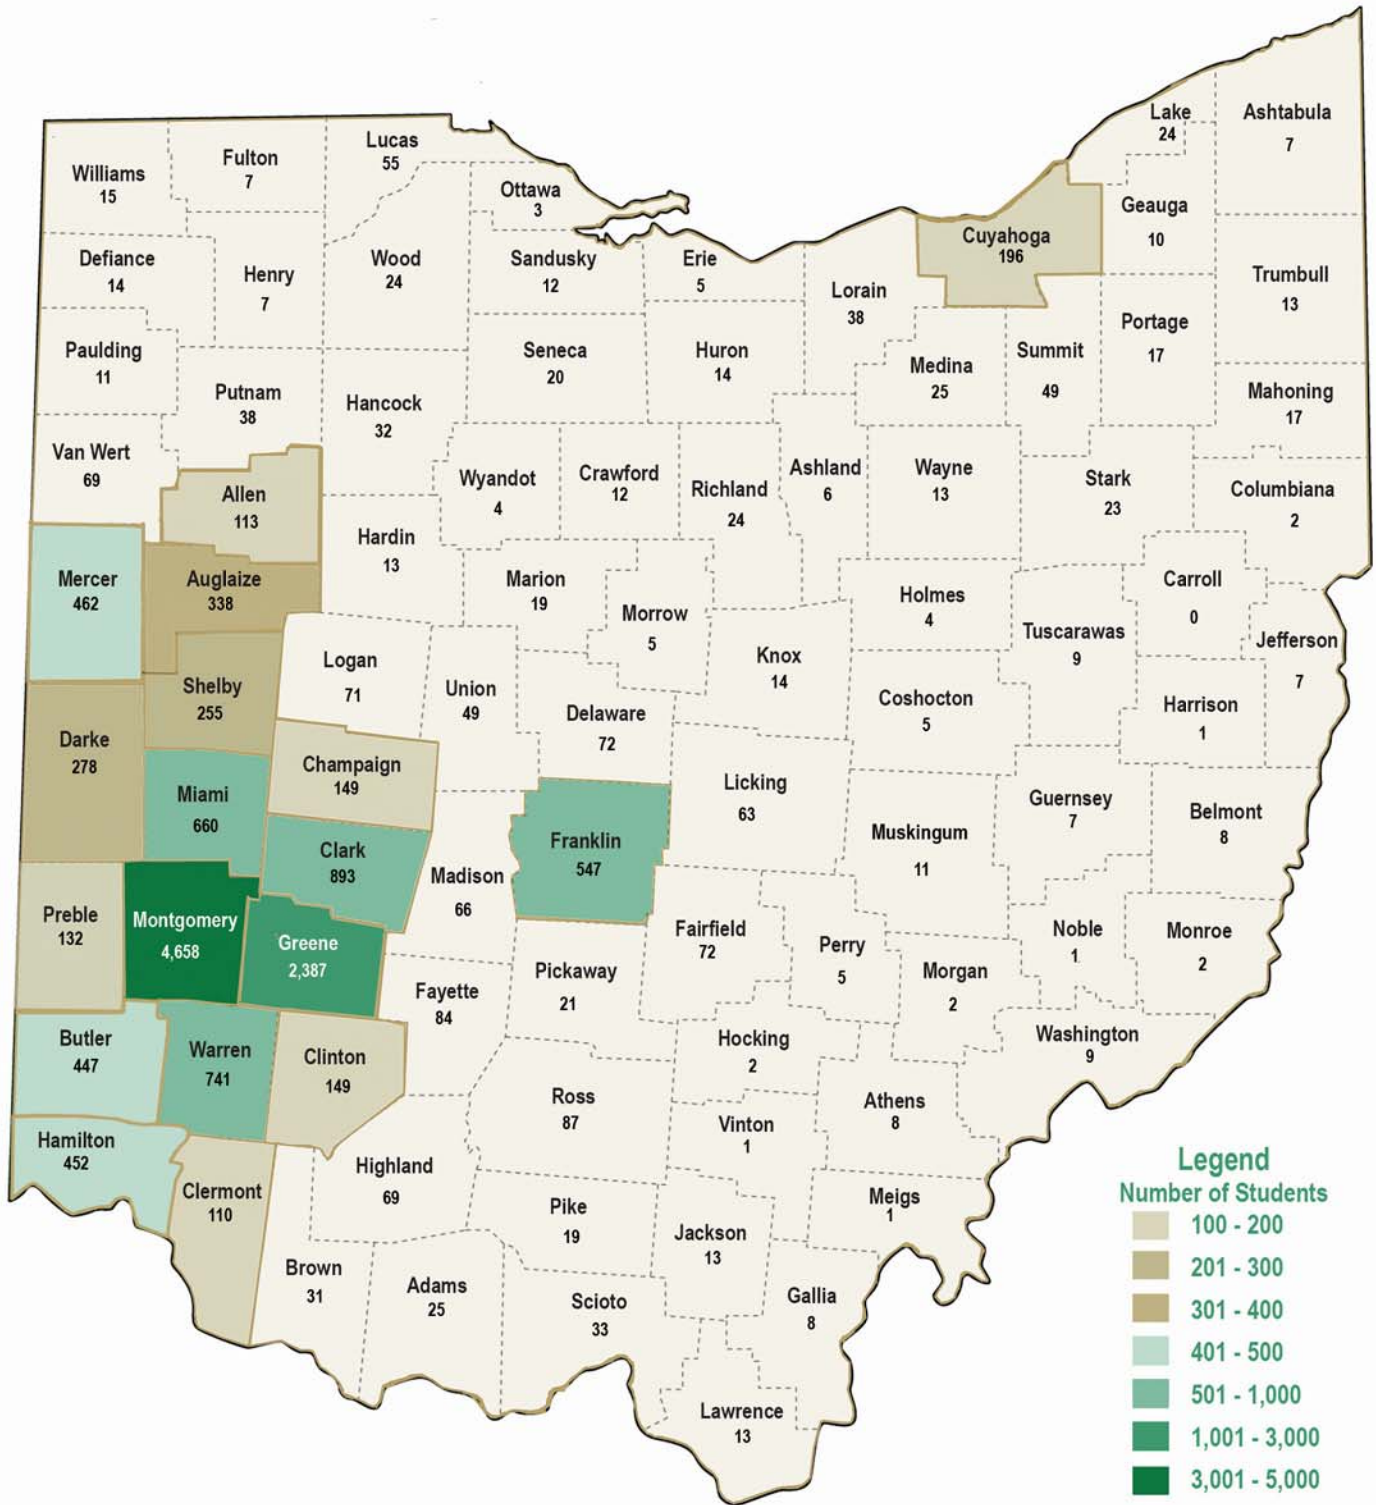 Lake
24
Ashtabula
7
Lucas
55
Fulton
7
Williams
15
Ottawa
3
Geauga
10
Cuyahoga
196
Defiance
14
Henry
7
Wood
24
Sandusky
12
Erie
5
Lorain
38
Trumbull
13
Portage
17
Paulding
11
Seneca
20
Huron
14
Medina
25
Summit
49
Putnam
38
Hancock
32
Mahoning
17
Van Wert
69
Wyandot
4
Crawford
12
Richland
24
Ashland
6
Wayne
13
Stark
23
Columbiana
2
Allen
113
Hardin
13
Mercer
462
Auglaize
338
Marion
19
Morrow
5
Holmes
4
Carroll
0
Tuscarawas
9
Jefferson
7
Logan
71
Knox
14
Shelby
255
Union
49
Delaware
72
Coshocton
5
Harrison
1
Darke
278
Champaign
149
Miami
660
Licking
63
Guernsey
7
Belmont
8
Clark
893
Franklin
547
Muskingum
11
Madison
66
Preble
132
Montgomery
4,658
Greene
2,387
Fairfield
72
Perry
5
Noble
1
Monroe
2
Pickaway
21
Morgan
2
Fayette
84
Butler
447
Warren
741
Clinton
149
Hocking
2
Washington
9
Ross
87
Athens
8
Vinton
1
Hamilton
452
Highland
69
Clermont
110
Pike
19
Meigs
1
Jackson
13
Brown
31
Adams
25
Scioto
33
Gallia
8
Lawrence
13
Legend
Number of Students
100 - 200
201 - 300
301 - 400
401 - 500
501 - 1,000
1,001 - 3,000
3,001 - 5,000